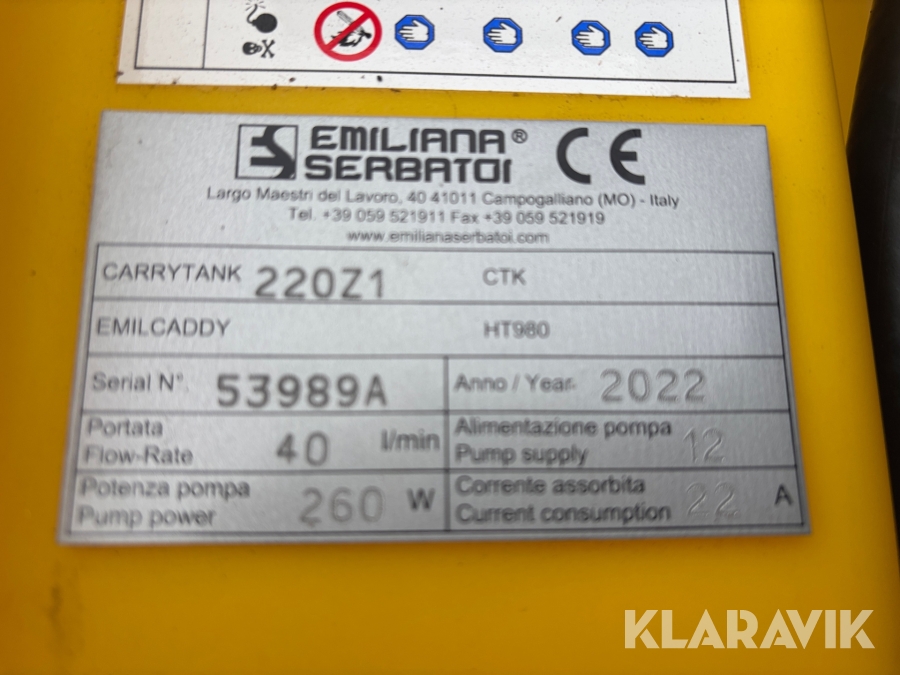 EMILIANA®
SERBATOI
CE
Largo Maestri del Lavoro, 40 41011 Campogalliano (MO) - Italy
Tel. +39 059 521911 Fax +39 059 521919
www.emilianaserbatoi.com
CARRYTANK 220Z1 CTK
EMILCADDY HT980
Serial N°. 53989A Anno / Year 2022
Portata
Flow-Rate 40 l/min
Alimentazione pompa
Pump supply 12
Potenza pompa
Pump power 260 W
Corrente assorbita
Current consumption 22 A
KLARAVIK